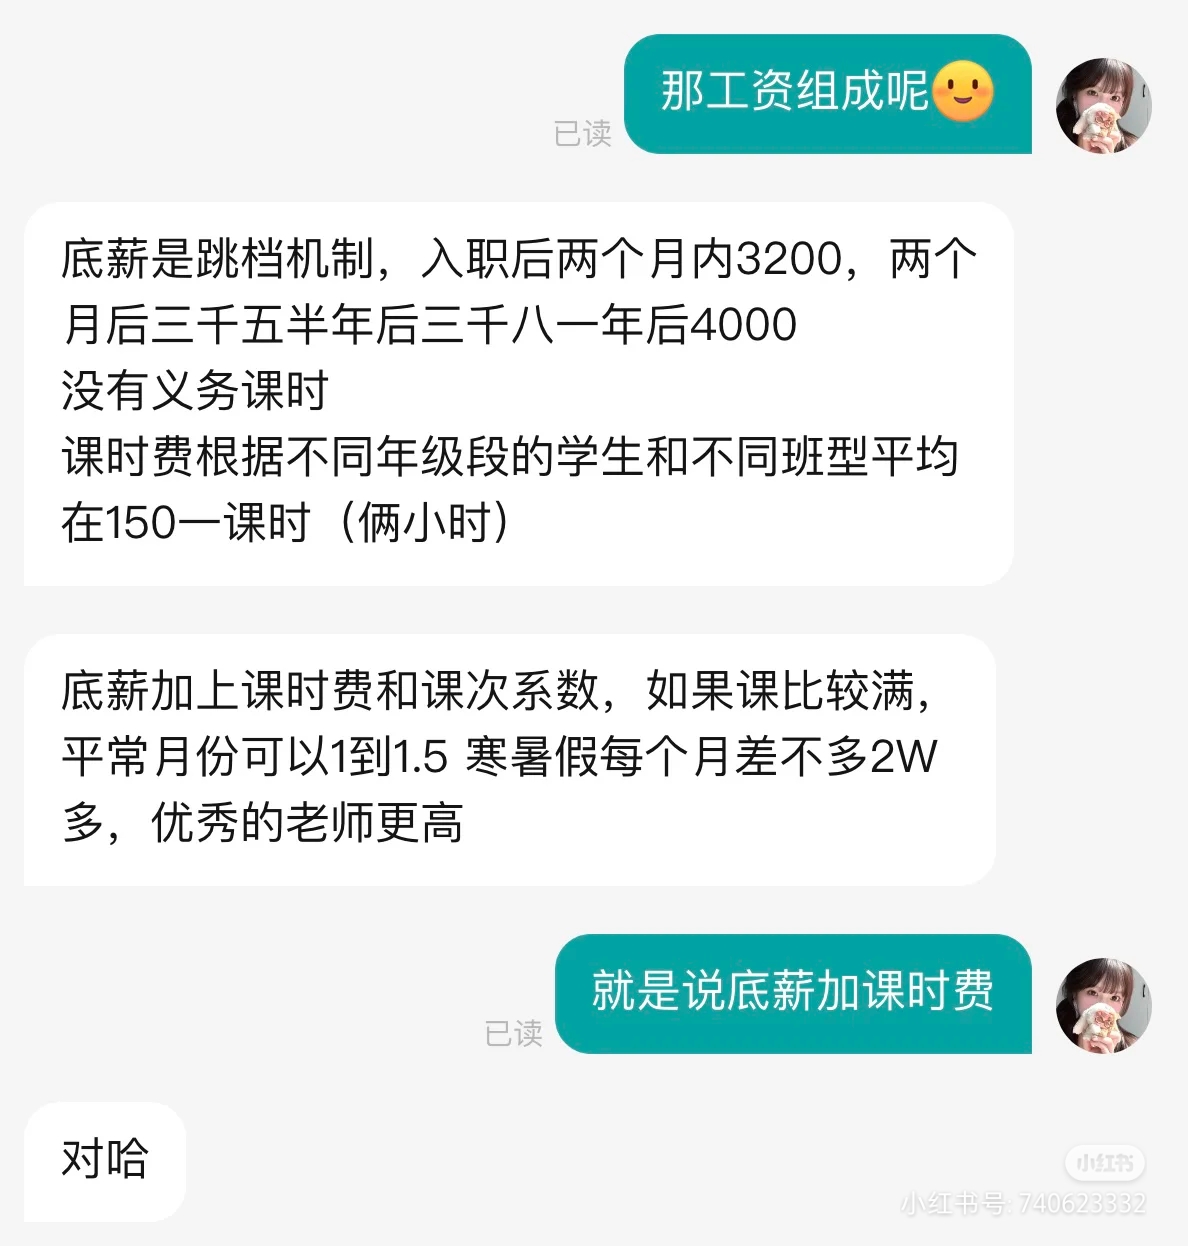 那工资组成呢
已读
底薪是跳档机制，入职后两个月内3200，两个
月后三千五半年后三千八一年后4000
没有义务课时
课时费根据不同年级段的学生和不同班型平均
在150一课时（俩小时）
底薪加上课时费和课次系数，如果课比较满，
平常月份可以1到1.5 寒暑假每个月差不多2W
多，优秀的老师更高
就是说底薪加课时费
已读
对哈
小红书
小红书号: 740623332